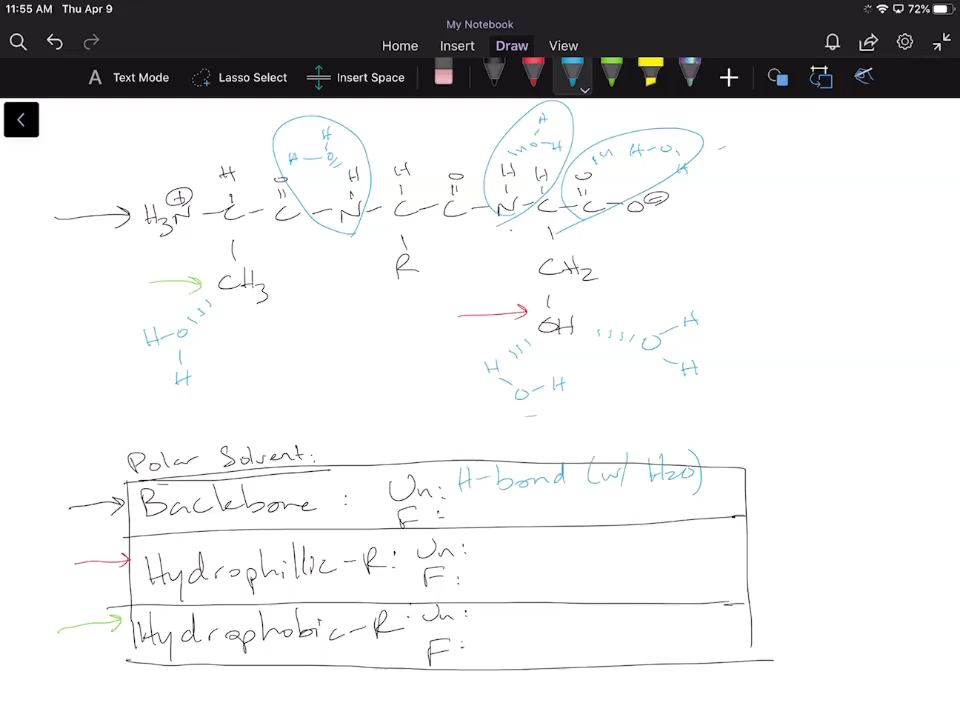 11:55 AM Thu Apr 9
72%
My Notebook
Home Insert Draw View
A Text Mode Lasso Select Insert Space
H
H—O
H
O—H
H—O
H
H O H H O H H O
H₃N⊕—C—C—N—C—C—N—C—C—O⊖
CH₃ R CH₂
OH
H—O
H
O H
H
H
O—H
Polar Solvent:
Backbone: Un: H-bond (w/ H₂O)
F:
Hydrophillic-R: Un:
F:
Hydrophobic-R: Un:
F: